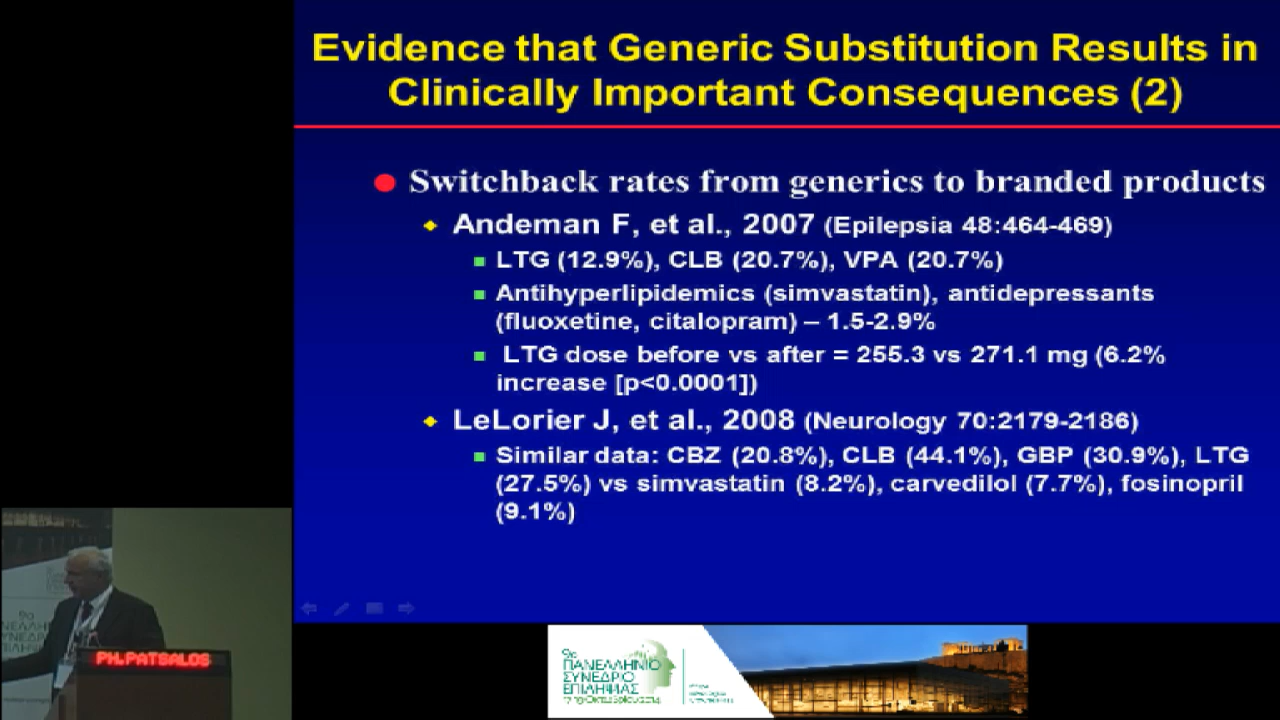 Evidence that Generic Substitution Results in
Clinically Important Consequences (2)
Switchback rates from generics to branded products
Andeman F, et al., 2007 (Epilepsia 48:464-469)
LTG (12.9%), CLB (20.7%), VPA (20.7%)
Antihyperlipidemics (simvastatin), antidepressants
(fluoxetine, citalopram) – 1.5-2.9%
LTG dose before vs after = 255.3 vs 271.1 mg (6.2%
increase [p<0.0001])
LeLorier J, et al., 2008 (Neurology 70:2179-2186)
Similar data: CBZ (20.8%), CLB (44.1%), GBP (30.9%), LTG
(27.5%) vs simvastatin (8.2%), carvedilol (7.7%), fosinopril
(9.1%)
PH.PATSALOS
9ο
ΠΑΝΕΛΛΗΝΙΟ
ΣΥΝΕΔΡΙΟ
ΕΠΙΛΗΨΙΑΣ